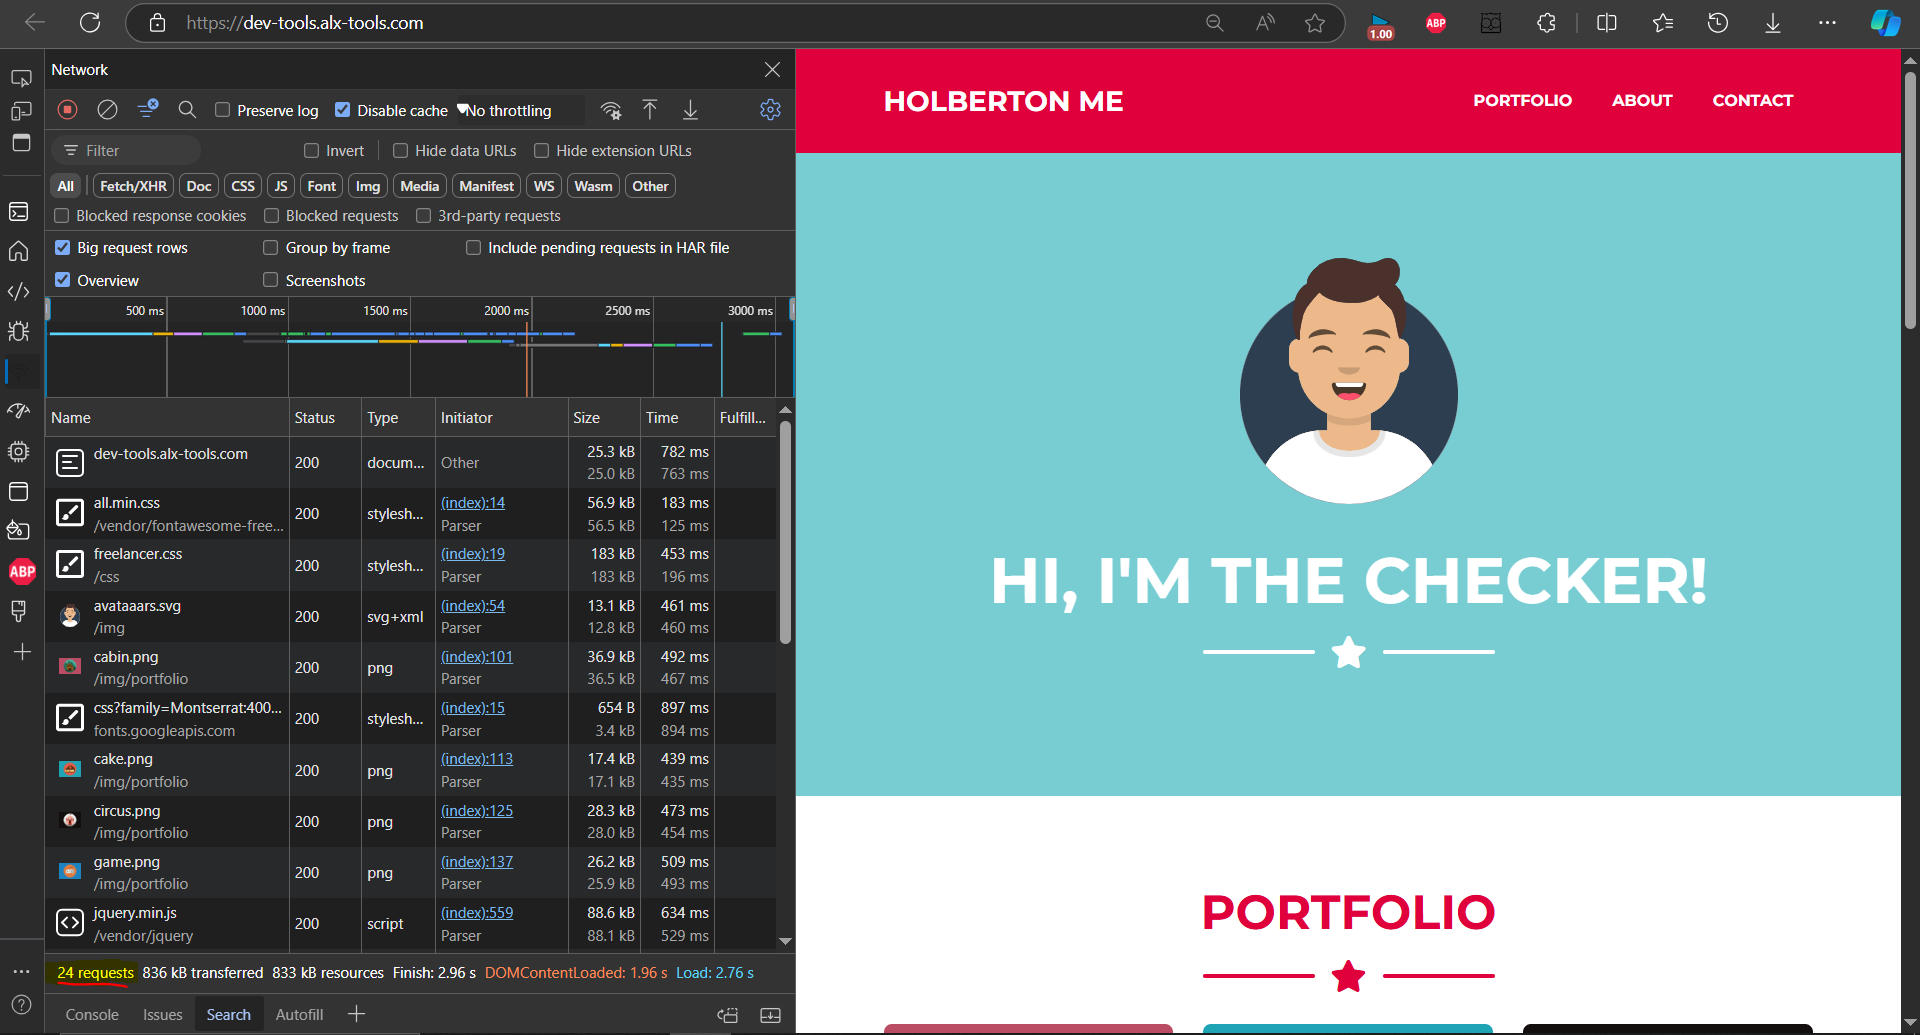 https://dev-tools.alx-tools.com
1.00
ABP
Network
Preserve log
Disable cache
No throttling
Filter
Invert
Hide data URLs
Hide extension URLs
All
Fetch/XHR
Doc
CSS
JS
Font
Img
Media
Manifest
WS
Wasm
Other
Blocked response cookies
Blocked requests
3rd-party requests
Big request rows
Group by frame
Include pending requests in HAR file
Overview
Screenshots
500 ms
1000 ms
1500 ms
2000 ms
2500 ms
3000 ms
Name Status Type Initiator Size Time Fulfill...
dev-tools.alx-tools.com 200 docum... Other 25.3 kB 782 ms
25.0 kB 763 ms
all.min.css 200 stylesh... (index):14 56.9 kB 183 ms
/vendor/fontawesome-free... Parser 56.5 kB 125 ms
freelancer.css 200 stylesh... (index):19 183 kB 453 ms
/css Parser 183 kB 196 ms
avataaars.svg 200 svg+xml (index):54 13.1 kB 461 ms
/img Parser 12.8 kB 460 ms
cabin.png 200 png (index):101 36.9 kB 492 ms
/img/portfolio Parser 36.5 kB 467 ms
css?family=Montserrat:400... 200 stylesh... (index):15 654 B 897 ms
fonts.googleapis.com Parser 3.4 kB 894 ms
cake.png 200 png (index):113 17.4 kB 439 ms
/img/portfolio Parser 17.1 kB 435 ms
circus.png 200 png (index):125 28.3 kB 473 ms
/img/portfolio Parser 28.0 kB 454 ms
game.png 200 png (index):137 26.2 kB 509 ms
/img/portfolio Parser 25.9 kB 493 ms
jquery.min.js 200 script (index):559 88.6 kB 634 ms
/vendor/jquery Parser 88.1 kB 529 ms
24 requests 836 kB transferred 833 kB resources Finish: 2.96 s DOMContentLoaded: 1.96 s Load: 2.76 s
Console
Issues
Search
Autofill
ABP
HOLBERTON ME
PORTFOLIO
ABOUT
CONTACT
HI, I'M THE CHECKER!
PORTFOLIO